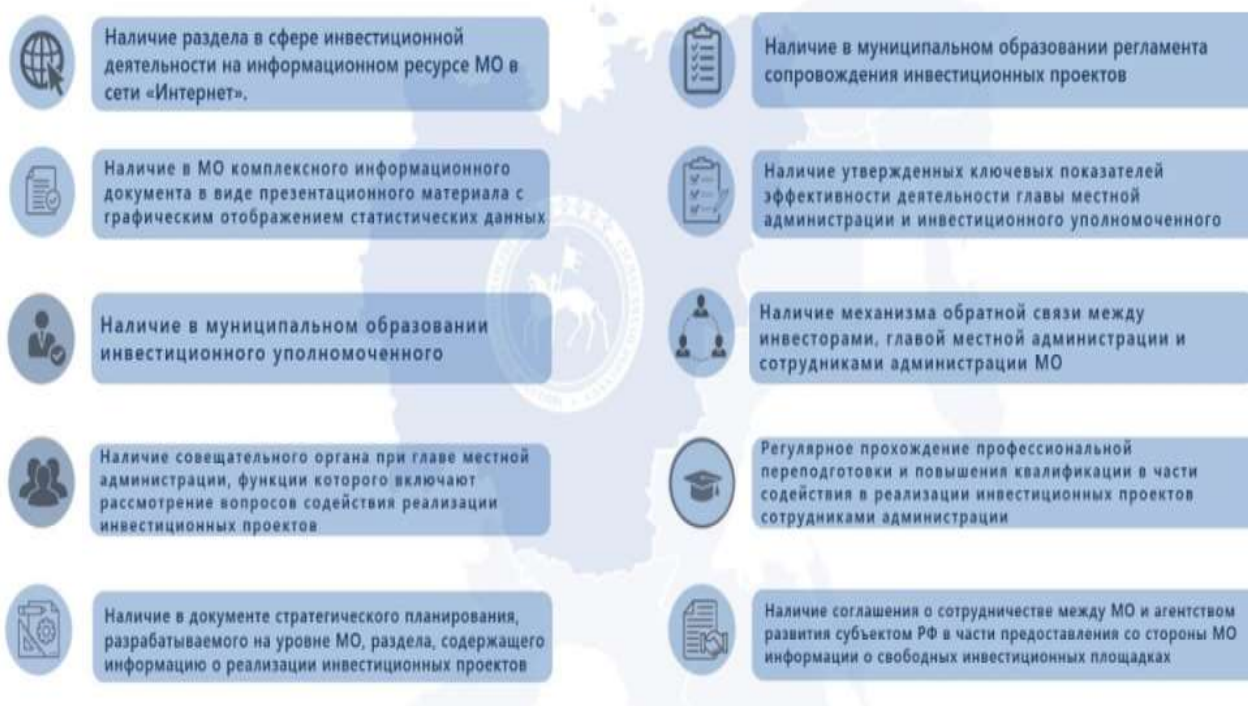 Наличие раздела в сфере инвестиционной
деятельности на информационном ресурсе МО в
сети «Интернет».
Наличие в МО комплексного информационного
документа в виде презентационного материала с
графическим отображением статистических данных
Наличие в муниципальном образовании
инвестиционного уполномоченного
Наличие совещательного органа при главе местной
администрации, функции которого включают
рассмотрение вопросов содействия реализации
инвестиционных проектов
Наличие в документе стратегического планирования,
разрабатываемого на уровне МО, раздела, содержащего
информацию о реализации инвестиционных проектов
Наличие в муниципальном образовании регламента
сопровождения инвестиционных проектов
Наличие утвержденных ключевых показателей
эффективности деятельности главы местной
администрации и инвестиционного уполномоченного
Наличие механизма обратной связи между
инвесторами, главой местной администрации и
сотрудниками администрации МО
Регулярное прохождение профессиональной
переподготовки и повышения квалификации в части
содействия в реализации инвестиционных проектов
сотрудниками администрации
Наличие соглашения о сотрудничестве между МО и агентством
развития субъектом РФ в части предоставления со стороны МО
информации о свободных инвестиционных площадках